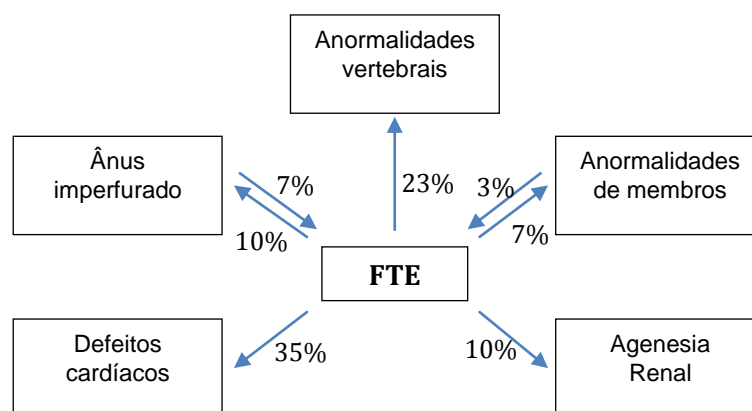 Anormalidades
vertebrais
Ânus
imperfurado
Anormalidades
de membros
7%
23%
3%
10%
7%
FTE
Defeitos
cardíacos
35%
10%
Agenesia
Renal